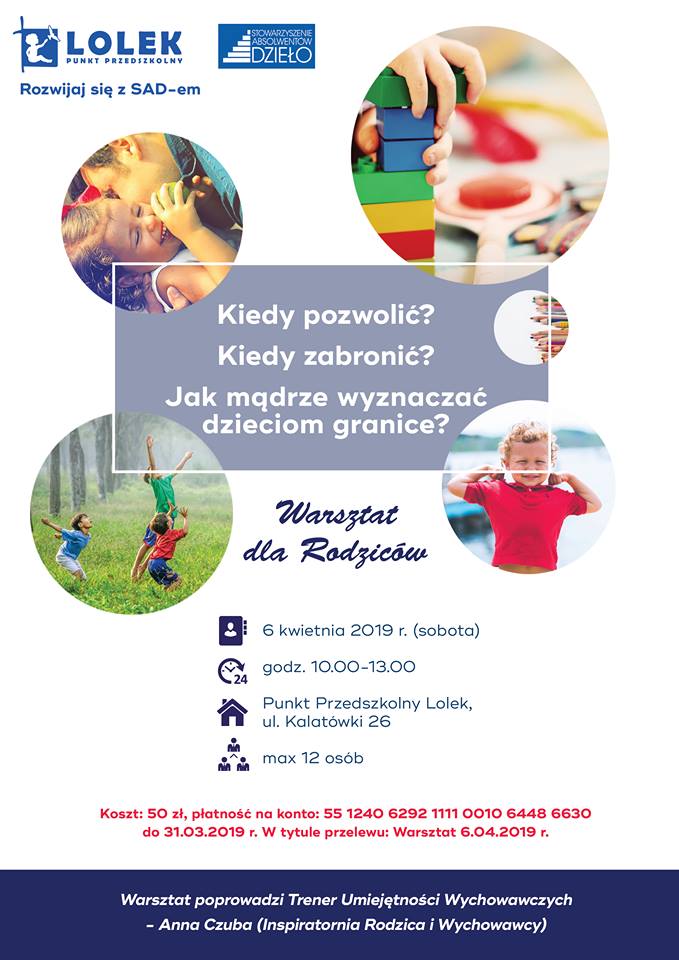 LOLEK
PUNKT PRZEDSZKOLNY
STOWARZYSZENIE
ABSOLWENTÓW
DZIEŁO
Rozwijaj się z SAD-em
Kiedy pozwolić?
Kiedy zabronić?
Jak mądrze wyznaczać
dzieciom granice?
Warsztat
dla Rodziców
6 kwietnia 2019 r. (sobota)
24
godz. 10.00-13.00
Punkt Przedszkolny Lolek,
ul. Kalatówki 26
max 12 osób
Koszt: 50 zł, płatność na konto: 55 1240 6292 1111 0010 6448 6630
do 31.03.2019 r. W tytule przelewu: Warsztat 6.04.2019 r.
Warsztat poprowadzi Trener Umiejętności Wychowawczych
– Anna Czuba (Inspiratornia Rodzica i Wychowawcy)